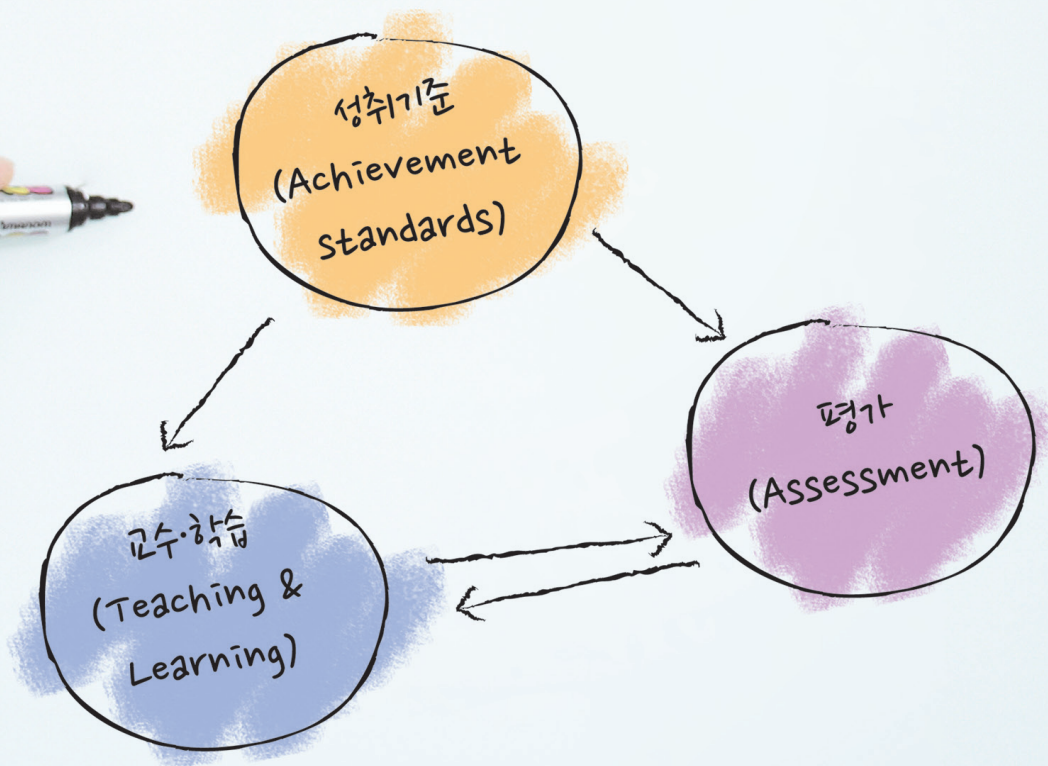 성취기준
(Achievement
standards)
평가
(Assessment)
교수·학습
(Teaching &
Learning)